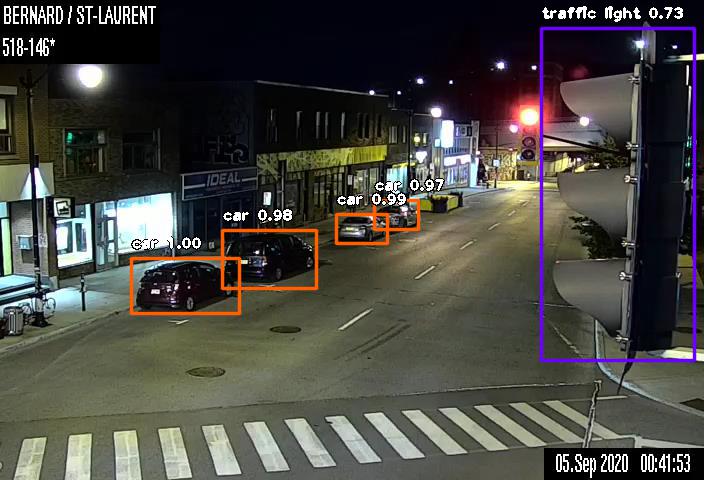 BERNARD / ST-LAURENT
518-146*
traffic light 0.73
car 0.97
car 0.99
car 0.98
car 1.00
IDEAL
05.Sep 2020 00:41:53